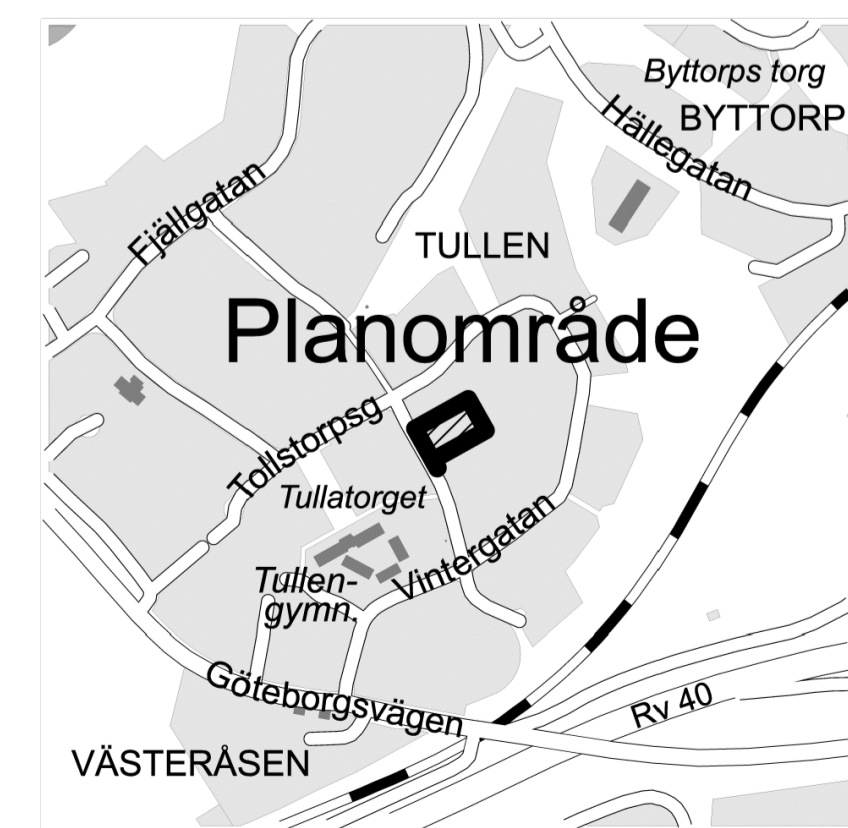 Byttorps torg
BYTTORP
Hällegatan
Fjällgatan
TULLEN
Planområde
Tollstorpsg
Tullatorget
Vintergatan
Tullen-
gymn.
Göteborgsvägen
Rv 40
VÄSTERÅSEN